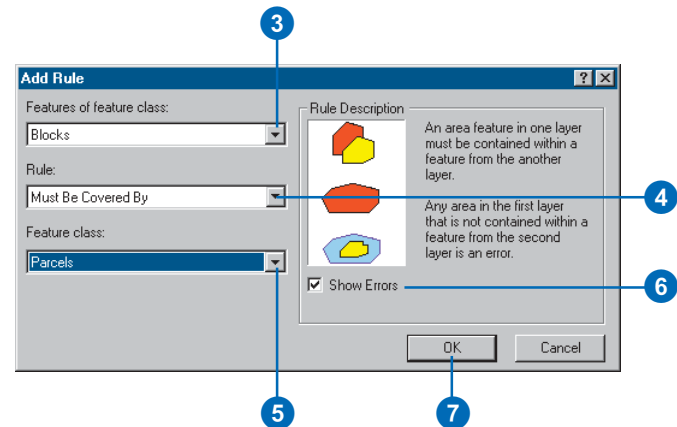 3
Add Rule
Features of feature class:
Blocks
Rule:
Must Be Covered By
Feature class:
Parcels
Rule Description
An area feature in one layer
must be contained within a
feature from the another
layer.
Any area in the first layer
that is not contained within a
feature from the second
layer is an error.
Show Errors
4
6
OK
Cancel
5
7